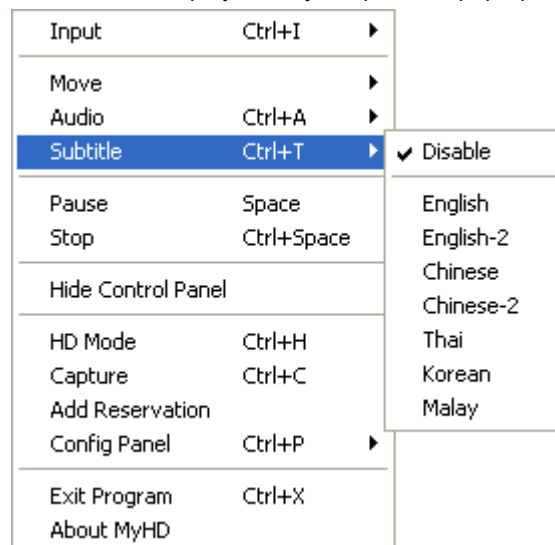 Input Ctrl+I
Move
Audio Ctrl+A
Subtitle Ctrl+T
Disable
English
English-2
Chinese
Chinese-2
Thai
Korean
Malay
Pause Space
Stop Ctrl+Space
Hide Control Panel
HD Mode Ctrl+H
Capture Ctrl+C
Add Reservation
Config Panel Ctrl+P
Exit Program Ctrl+X
About MyHD